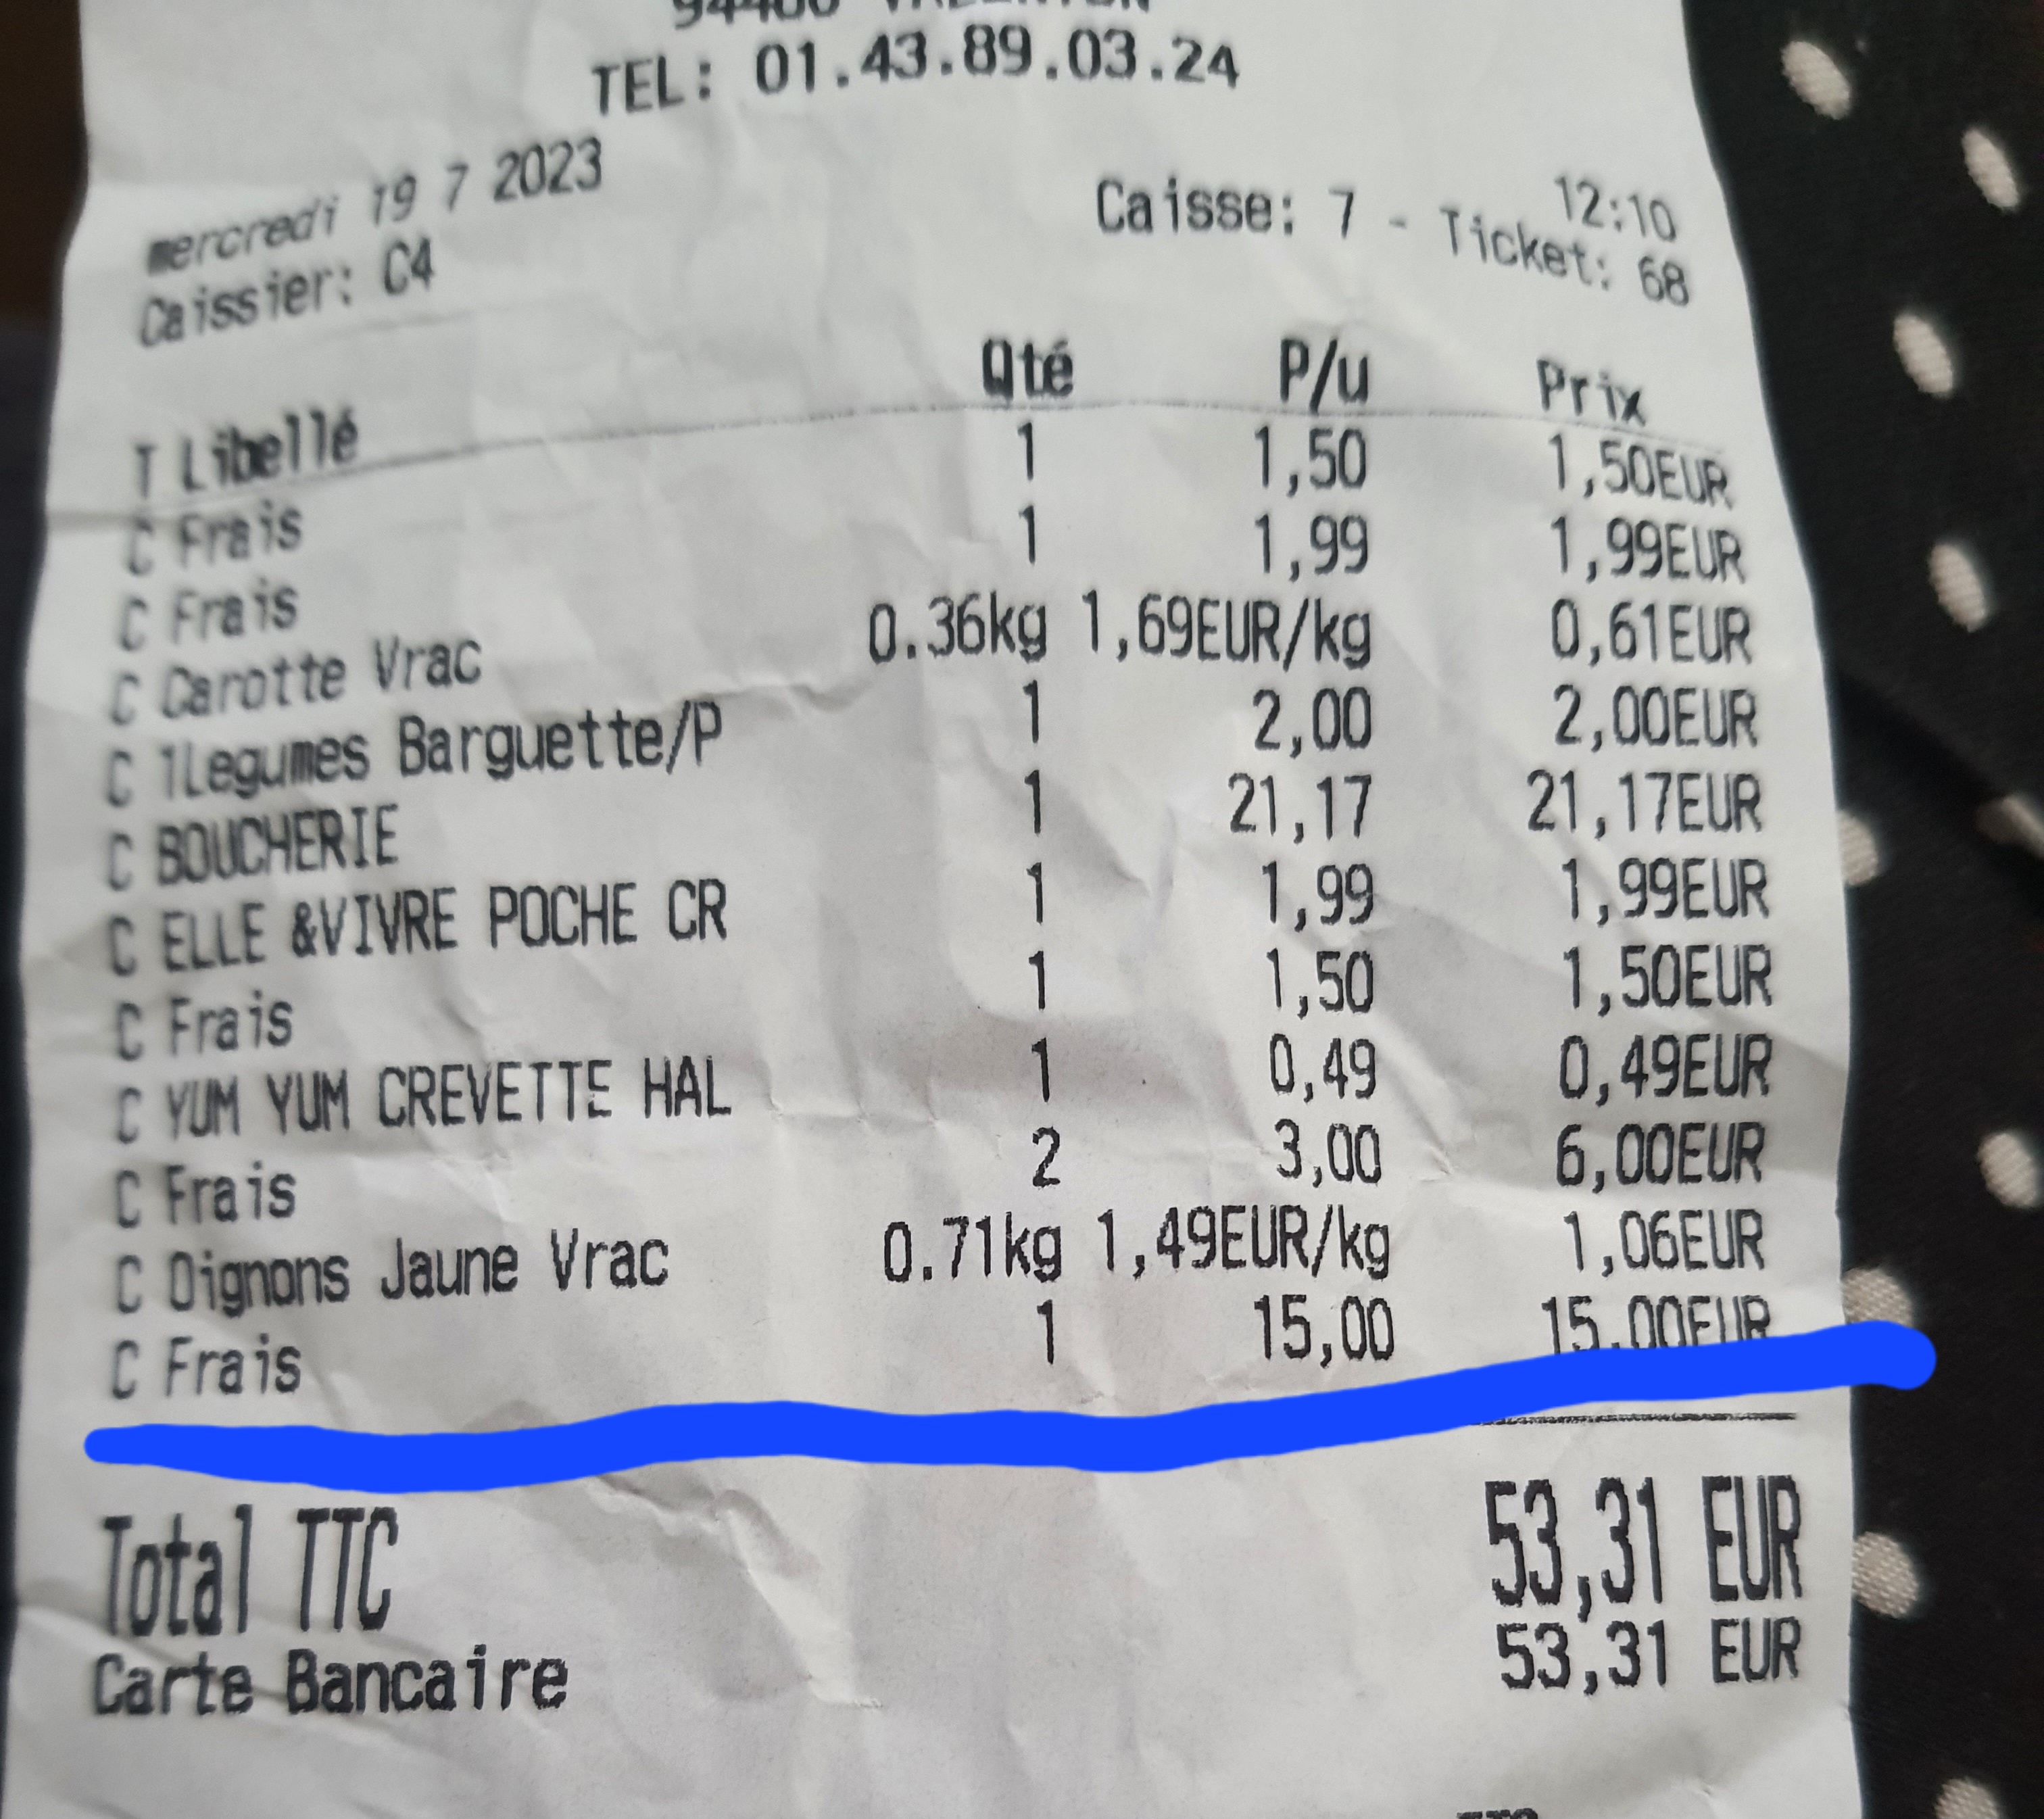 TEL: 01.43.89.03.24
mercredi 19 7 2023 12:10
Caissier: C4 Caisse: 7 - Ticket: 68
T Libellé Qté P/u Prix
C Frais 1 1,50 1,50EUR
C Frais 1 1,99 1,99EUR
C Carotte Vrac 0.36kg 1,69EUR/kg 0,61EUR
C 1Legumes Barguette/P 1 2,00 2,00EUR
C BOUCHERIE 1 21,17 21,17EUR
C ELLE &VIVRE POCHE CR 1 1,99 1,99EUR
C Frais 1 1,50 1,50EUR
C YUM YUM CREVETTE HAL 1 0,49 0,49EUR
C Frais 2 3,00 6,00EUR
C Oignons Jaune Vrac 0.71kg 1,49EUR/kg 1,06EUR
C Frais 1 15,00 15,00EUR
Total TTC 53,31 EUR
Carte Bancaire 53,31 EUR